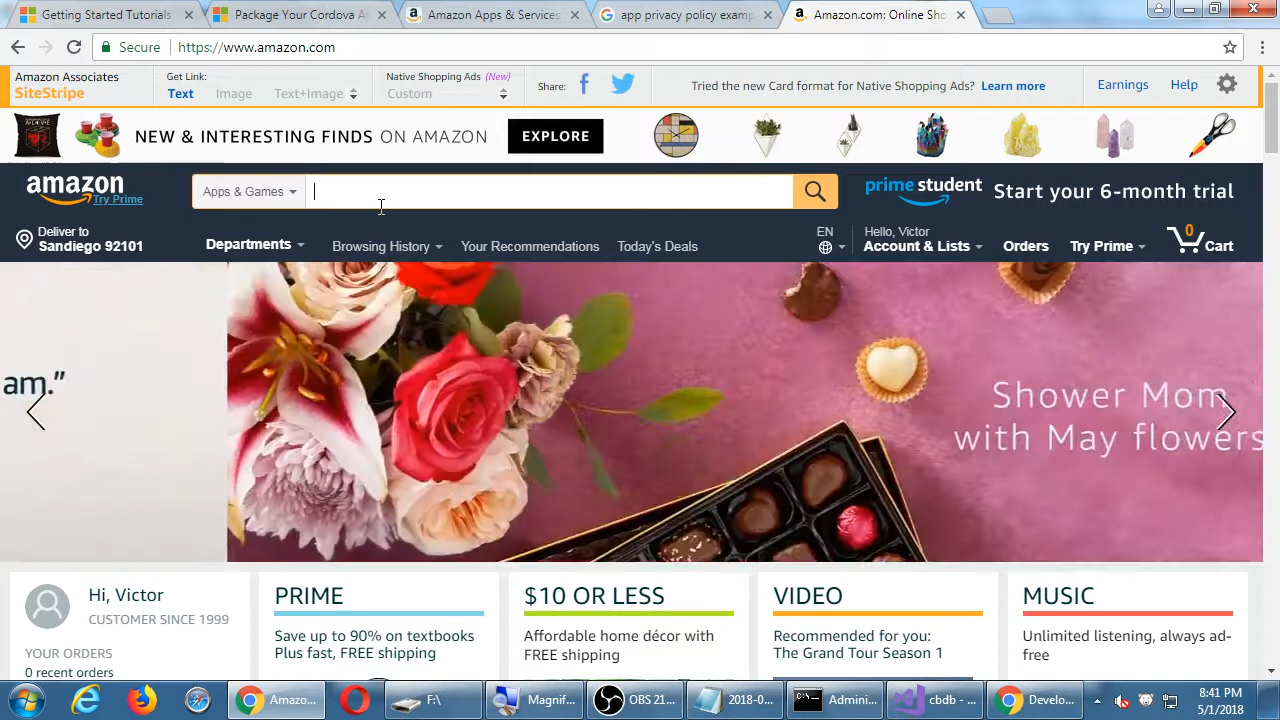 Getting Started Tutorials
Package Your Cordova Ap
Amazon Apps & Services
app privacy policy examp
Amazon.com: Online Sho
Secure
https://www.amazon.com
Amazon Associates
SiteStripe
Get Link:
Text
Image
Text+Image
Native Shopping Ads (New)
Custom
Share:
Tried the new Card format for Native Shopping Ads? Learn more
Earnings
Help
NEW & INTERESTING FINDS ON AMAZON
EXPLORE
amazon
Try Prime
Apps & Games
prime student
Start your 6-month trial
Deliver to
Sandiego 92101
Departments
Browsing History
Your Recommendations
Today's Deals
EN
Hello, Victor
Account & Lists
Orders
Try Prime
0
Cart
am.”
Shower Mom
with May flowers
Hi, Victor
CUSTOMER SINCE 1999
YOUR ORDERS
0 recent orders
PRIME
Save up to 90% on textbooks
Plus fast, FREE shipping
$10 OR LESS
Affordable home décor with
FREE shipping
VIDEO
Recommended for you:
The Grand Tour Season 1
MUSIC
Unlimited listening, always ad-
free
Amazo...
F:\
Magnif...
OBS 21...
2018-0...
Admini...
cbdb - ...
Develo...
8:41 PM
5/1/2018